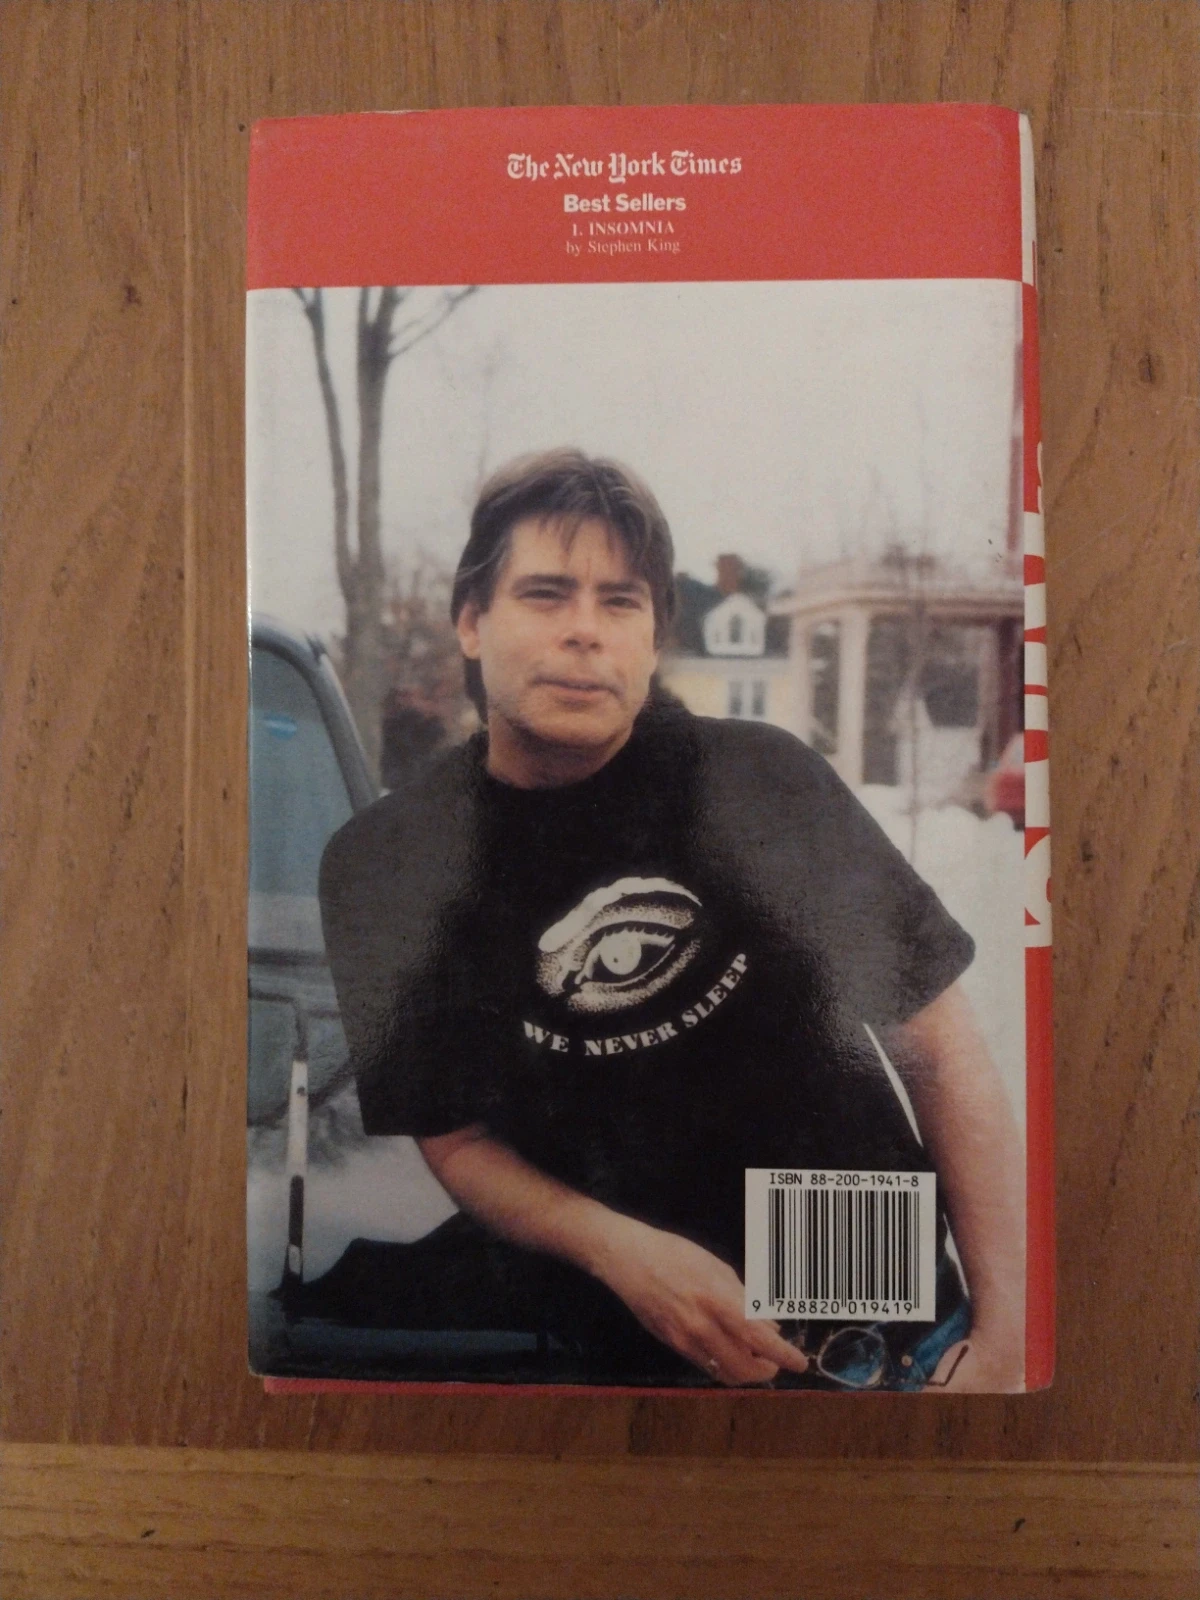 The New York Times
Best Sellers
1. INSOMNIA
by Stephen King
WE NEVER SLEEP
ISBN 88-200-1941-8
9 788820 019419